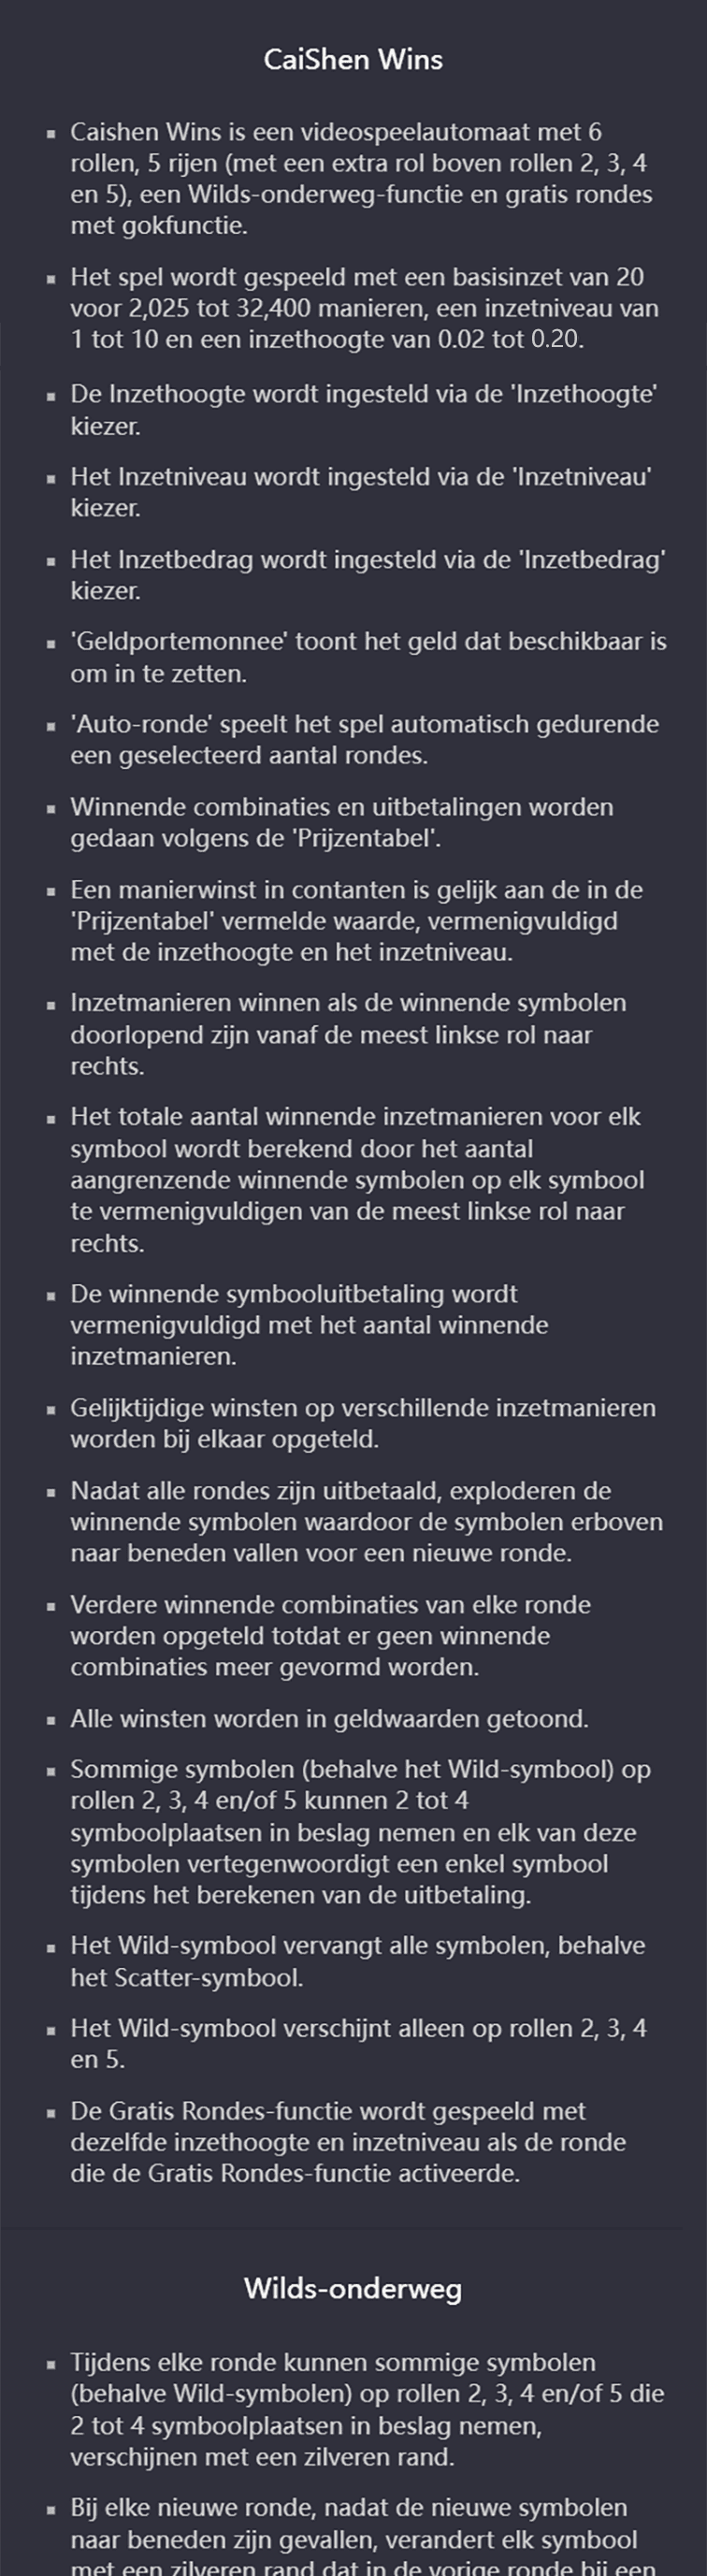 CaiShen Wins
▪ Caishen Wins is een videospeelautomaat met 6
rollen, 5 rijen (met een extra rol boven rollen 2, 3, 4
en 5), een Wilds-onderweg-functie en gratis rondes
met gokfunctie.
▪ Het spel wordt gespeeld met een basisinzet van 20
voor 2,025 tot 32,400 manieren, een inzetniveau van
1 tot 10 en een inzethoogte van 0.02 tot 0.20.
▪ De Inzethoogte wordt ingesteld via de 'Inzethoogte'
kiezer.
▪ Het Inzetniveau wordt ingesteld via de 'Inzetniveau'
kiezer.
▪ Het Inzetbedrag wordt ingesteld via de 'Inzetbedrag'
kiezer.
▪ 'Geldportemonnee' toont het geld dat beschikbaar is
om in te zetten.
▪ 'Auto-ronde' speelt het spel automatisch gedurende
een geselecteerd aantal rondes.
▪ Winnende combinaties en uitbetalingen worden
gedaan volgens de 'Prijzentabel'.
▪ Een manierwinst in contanten is gelijk aan de in de
'Prijzentabel' vermelde waarde, vermenigvuldigd
met de inzethoogte en het inzetniveau.
▪ Inzetmanieren winnen als de winnende symbolen
doorlopend zijn vanaf de meest linkse rol naar
rechts.
▪ Het totale aantal winnende inzetmanieren voor elk
symbool wordt berekend door het aantal
aangrenzende winnende symbolen op elk symbool
te vermenigvuldigen van de meest linkse rol naar
rechts.
▪ De winnende symbooluitbetaling wordt
vermenigvuldigd met het aantal winnende
inzetmanieren.
▪ Gelijktijdige winsten op verschillende inzetmanieren
worden bij elkaar opgeteld.
▪ Nadat alle rondes zijn uitbetaald, exploderen de
winnende symbolen waardoor de symbolen erboven
naar beneden vallen voor een nieuwe ronde.
▪ Verdere winnende combinaties van elke ronde
worden opgeteld totdat er geen winnende
combinaties meer gevormd worden.
▪ Alle winsten worden in geldwaarden getoond.
▪ Sommige symbolen (behalve het Wild-symbool) op
rollen 2, 3, 4 en/of 5 kunnen 2 tot 4
symboolplaatsen in beslag nemen en elk van deze
symbolen vertegenwoordigt een enkel symbool
tijdens het berekenen van de uitbetaling.
▪ Het Wild-symbool vervangt alle symbolen, behalve
het Scatter-symbool.
▪ Het Wild-symbool verschijnt alleen op rollen 2, 3, 4
en 5.
▪ De Gratis Rondes-functie wordt gespeeld met
dezelfde inzethoogte en inzetniveau als de ronde
die de Gratis Rondes-functie activeerde.
Wilds-onderweg
▪ Tijdens elke ronde kunnen sommige symbolen
(behalve Wild-symbolen) op rollen 2, 3, 4 en/of 5 die
2 tot 4 symboolplaatsen in beslag nemen,
verschijnen met een zilveren rand.
▪ Bij elke nieuwe ronde, nadat de nieuwe symbolen
naar beneden zijn gevallen, verandert elk symbool
met een zilveren rand dat in de vorige ronde bij een